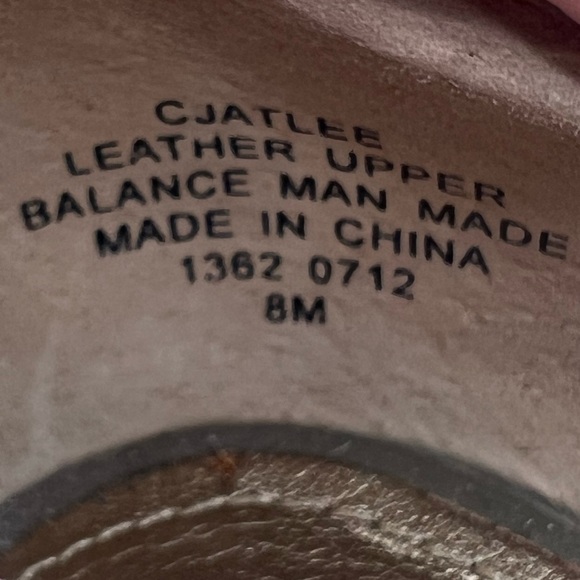 CJATLEE
LEATHER UPPER
BALANCE MAN MADE
MADE IN CHINA
1362 0712
8M